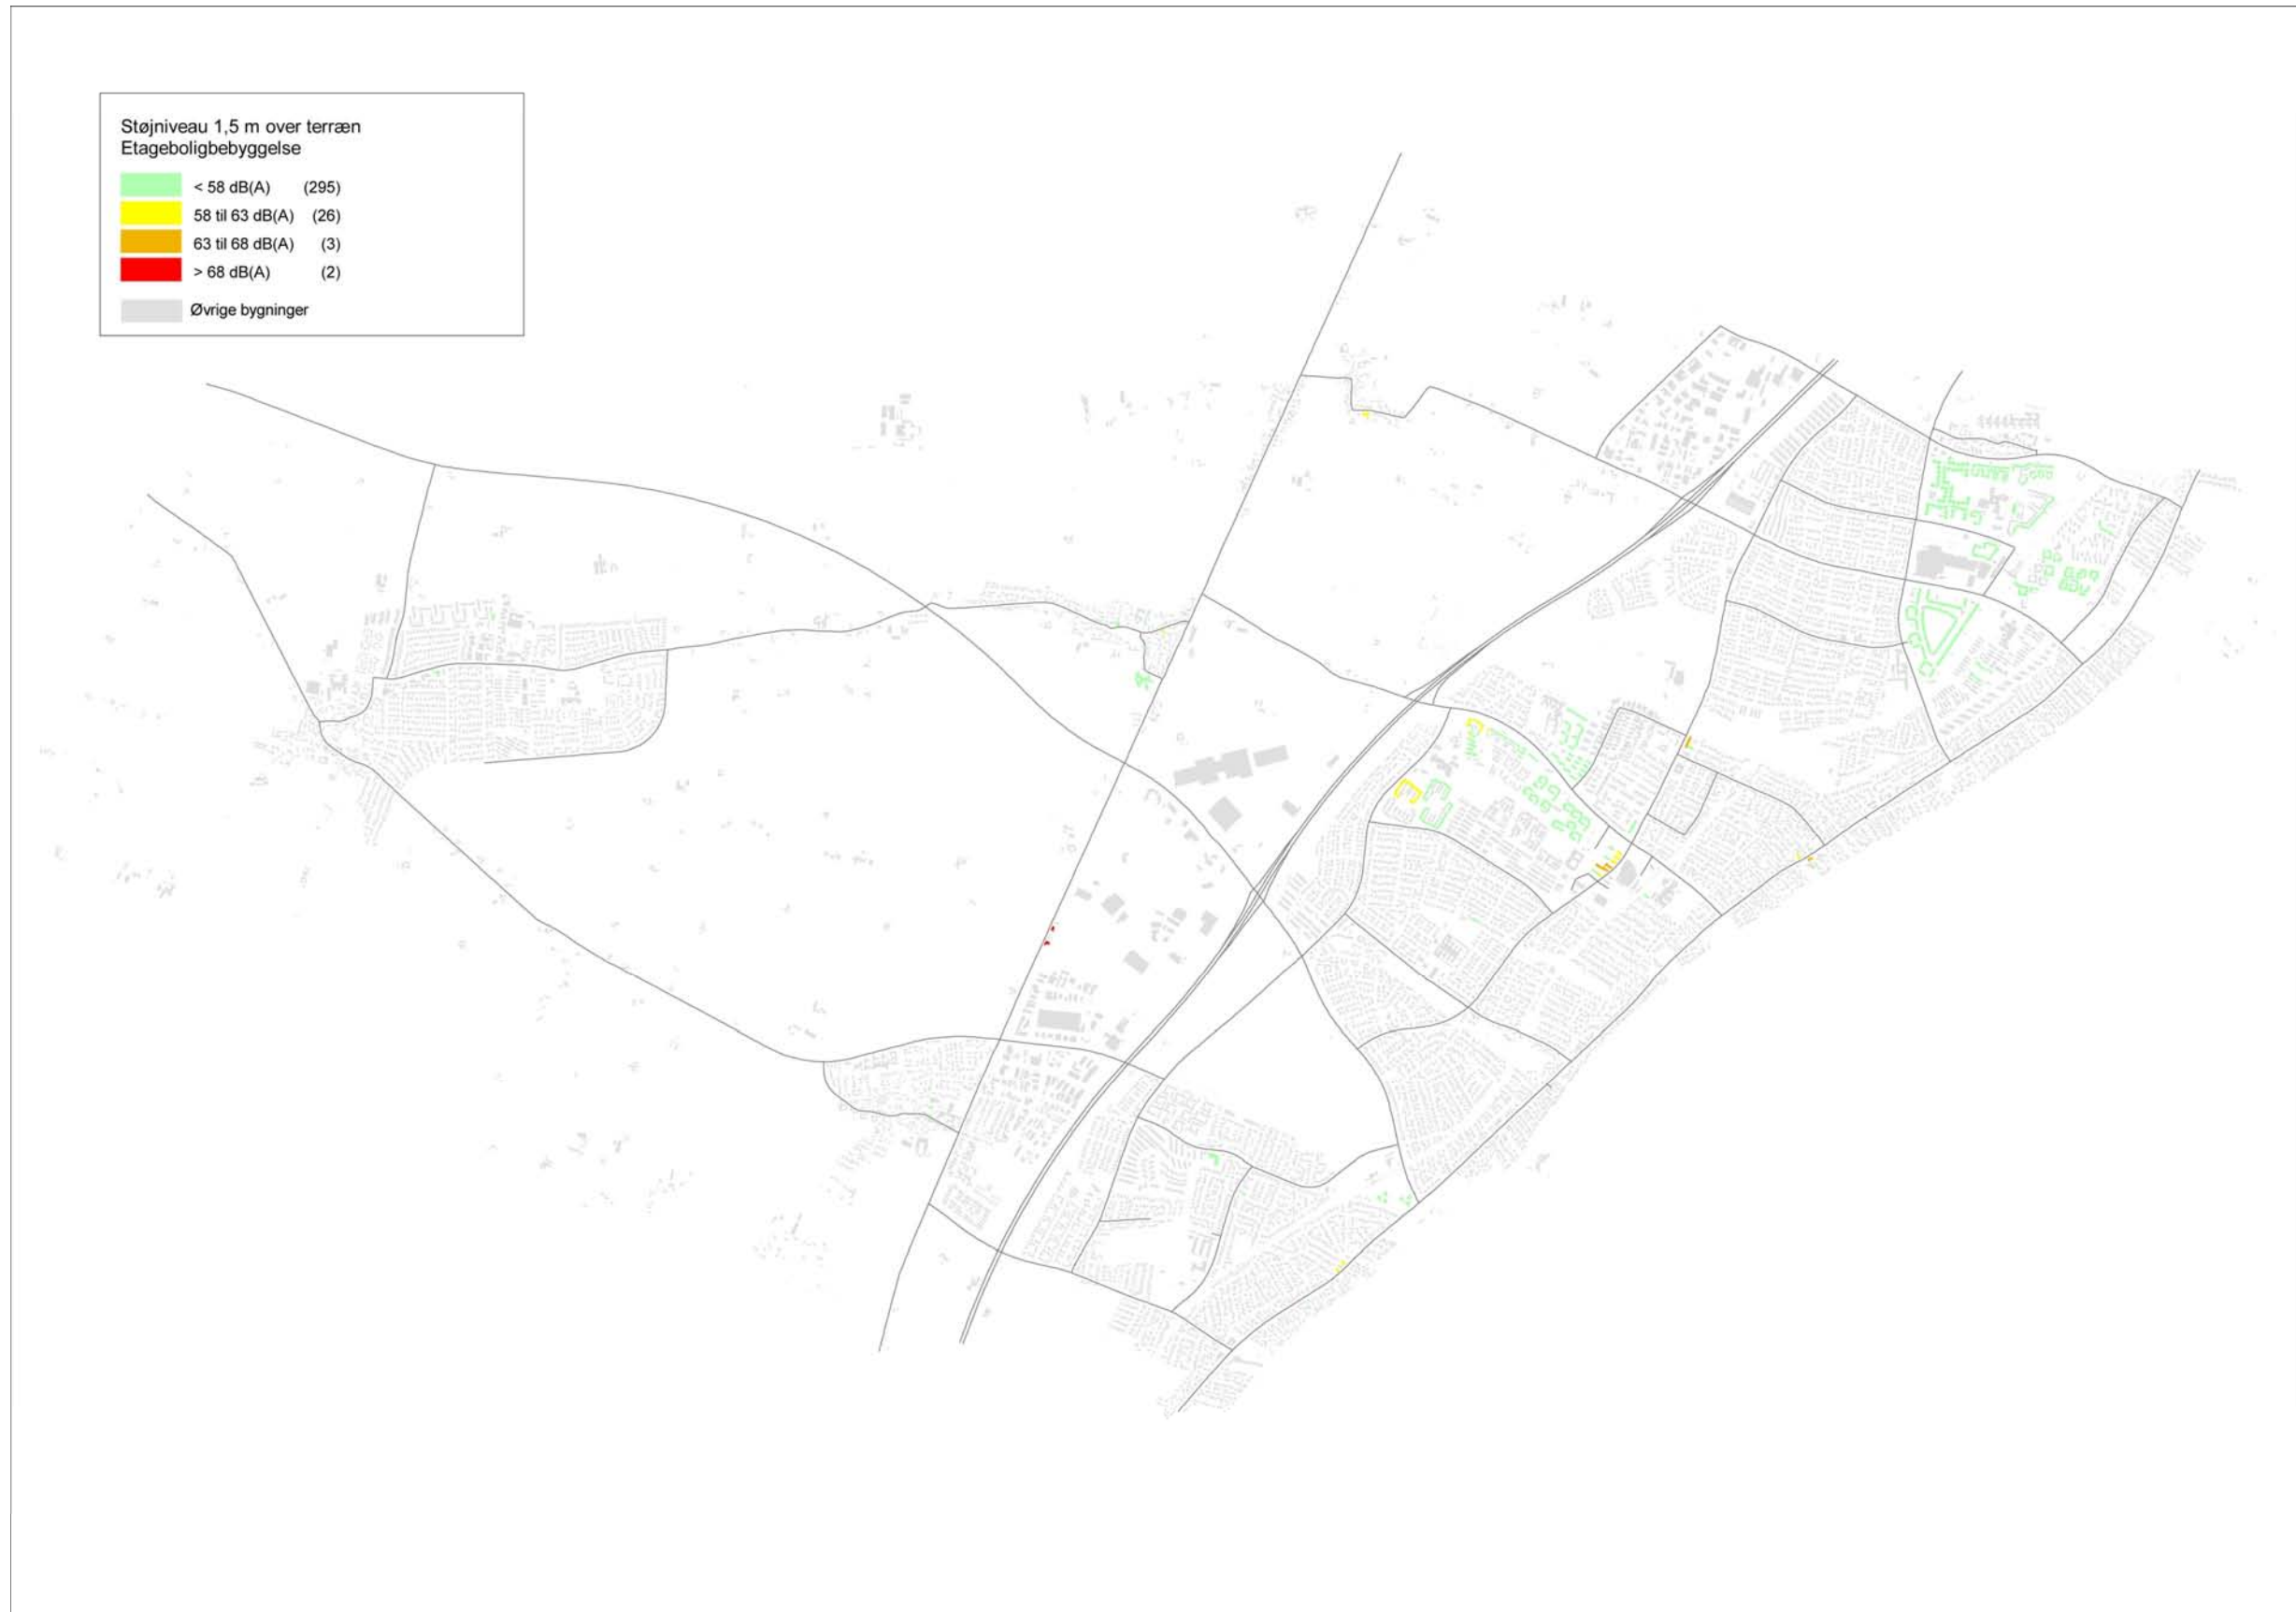 Støjniveau 1,5 m over terræn
Etageboligbebyggelse
< 58 dB(A) (295)
58 til 63 dB(A) (26)
63 til 68 dB(A) (3)
> 68 dB(A) (2)
Øvrige bygninger